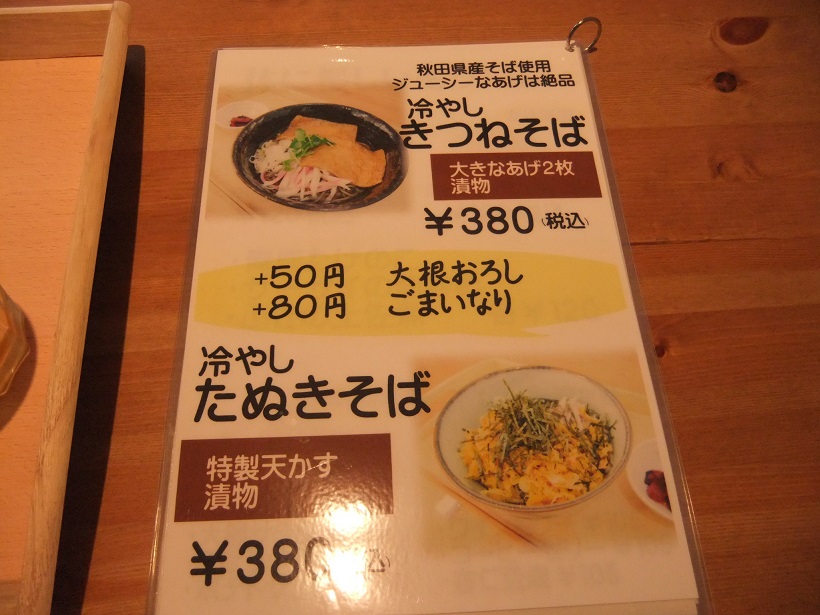 秋田県産そば使用
ジューシーなあげは絶品
冷やし
きつねそば
大きなあげ2枚
漬物
￥380(税込)
+50円 大根おろし
+80円 ごまいなり
冷やし
たぬきそば
特製天かす
漬物
￥380